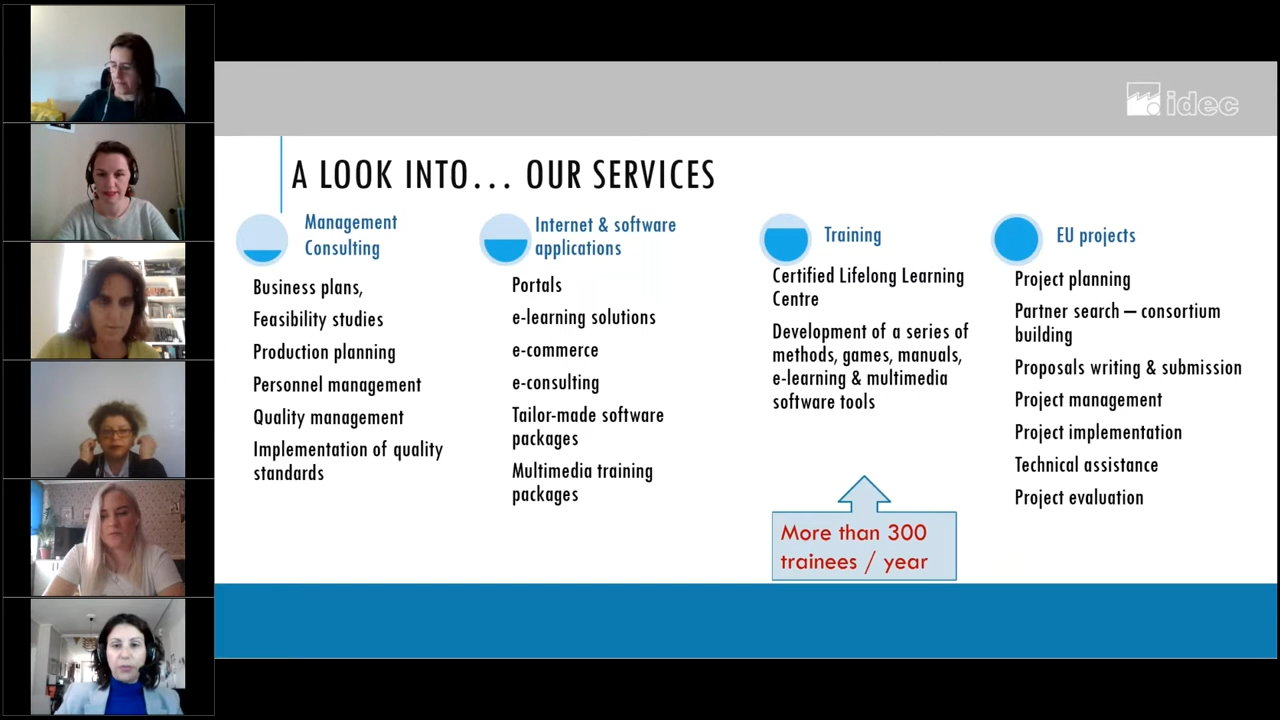 idec
A LOOK INTO... OUR SERVICES
Management
Consulting
Business plans,
Feasibility studies
Production planning
Personnel management
Quality management
Implementation of quality
standards
Internet & software
applications
Portals
e-learning solutions
e-commerce
e-consulting
Tailor-made software
packages
Multimedia training
packages
Training
Certified Lifelong Learning
Centre
Development of a series of
methods, games, manuals,
e-learning & multimedia
software tools
More than 300
trainees / year
EU projects
Project planning
Partner search – consortium
building
Proposals writing & submission
Project management
Project implementation
Technical assistance
Project evaluation